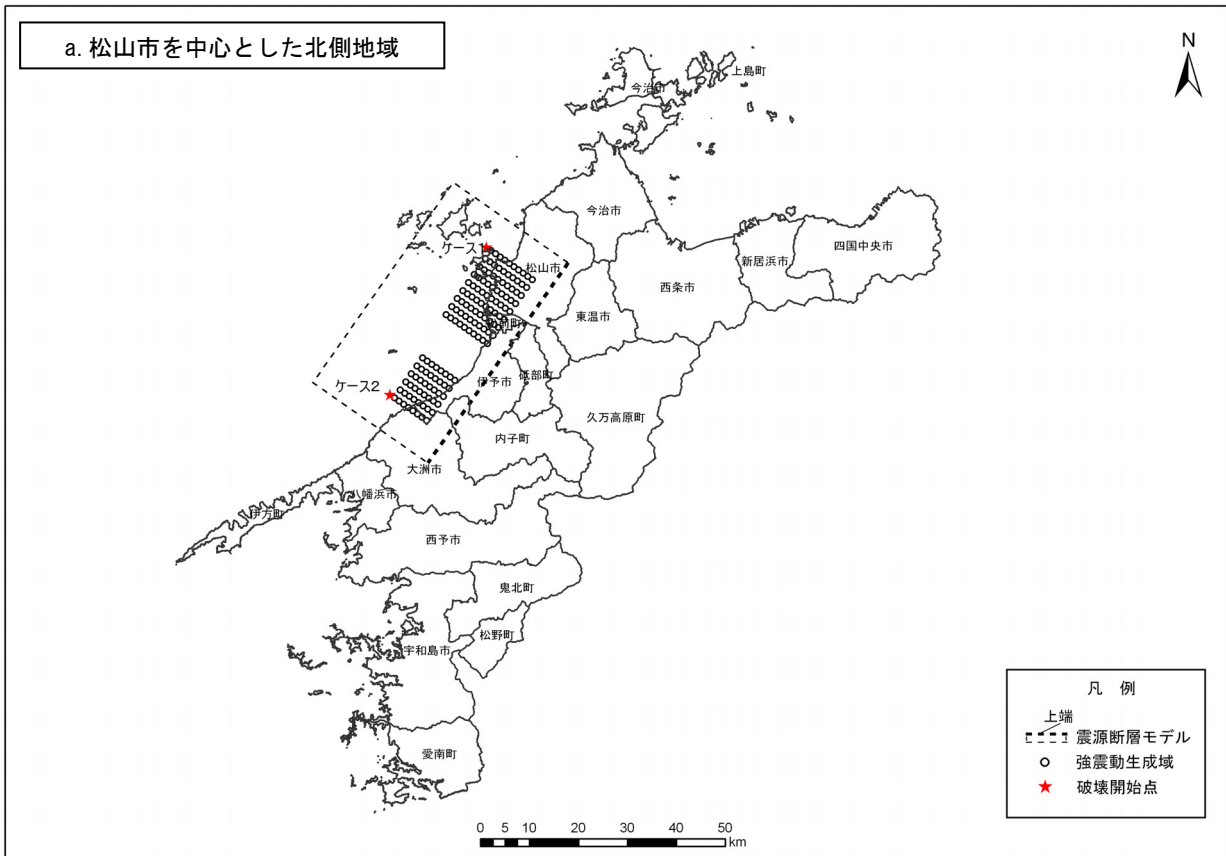 a. 松山市を中心とした北側地域
N
上島町
今治市
今治市
四国中央市
ケース1
松山市
新居浜市
西条市
東温市
松前町
伊予市
砥部町
ケース2
久万高原町
内子町
大洲市
八幡浜市
伊方町
西予市
鬼北町
松野町
宇和島市
愛南町
凡 例
上端
震源断層モデル
強震動生成域
破壊開始点
0 5 10 20 30 40 50
km